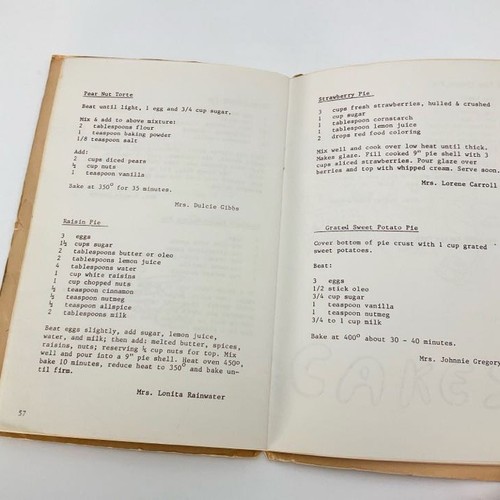 Pear Nut Torte
Beat until light, 1 egg and 3/4 cup sugar.
Mix & add to above mixture:
2 tablespoons flour
1 teaspoon baking powder
1/8 teaspoon salt
Add:
2 cups diced pears
½ cup nuts
1 teaspoon vanilla
Bake at 350° for 35 minutes.
Mrs. Dulcie Gibbs
Raisin Pie
3 eggs
1½ cups sugar
2 tablespoons butter or oleo
2 tablespoons lemon juice
4 tablespoons water
1 cup white raisins
1 cup chopped nuts
½ teaspoon cinnamon
½ teaspoon nutmeg
½ teaspoon allspice
2 tablespoons milk
Beat eggs slightly, add sugar, lemon juice,
water, and milk; then add: melted butter, spices,
raisins, nuts; reserving ¼ cup nuts for top. Mix
well and pour into a 9" pie shell. Heat oven 450°,
bake 10 minutes, reduce heat to 350° and bake un-
til firm.
Mrs. Lonita Rainwater
57
Strawberry Pie
3 cups fresh strawberries, hulled & crushed
1 cup sugar
1 tablespoon cornstarch
1 tablespoon lemon juice
2 drops red food coloring
Mix well and cook over low heat until thick.
Makes glaze. Fill cooked 9" pie shell with 3
cups sliced strawberries. Pour glaze over
berries and top with whipped cream. Serve soon.
Mrs. Lorene Carroll
Grated Sweet Potato Pie
Cover bottom of pie crust with 1 cup grated
sweet potatoes.
Beat:
3 eggs
1/2 stick oleo
3/4 cup sugar
1 teaspoon vanilla
1 teaspoon nutmeg
3/4 to 1 cup milk
Bake at 400° about 30 - 40 minutes.
Mrs. Johnnie Gregory